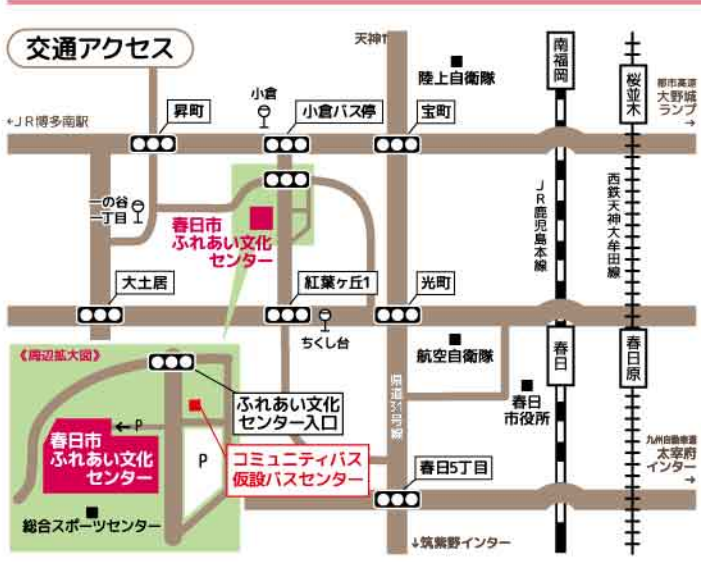 交通アクセス
天神↑
陸上自衛隊
南福岡
桜並木
都市高速
大野城
ランプ
→
小倉
←JR博多南駅
昇町
小倉バス停
宝町
一の谷
一丁目
春日市
ふれあい文化
センター
JR鹿児島本線
西鉄天神大牟田線
大土居
紅葉ヶ丘1
光町
ちくし台
航空自衛隊
春日
春日原
《周辺拡大図》
県道31号線
春日
市役所
ふれあい文化
センター入口
←P
春日市
ふれあい文化
センター
P
コミュニティバス
仮設バスセンター
九州自動車道
太宰府
インター
→
春日5丁目
総合スポーツセンター
↓筑紫野インター